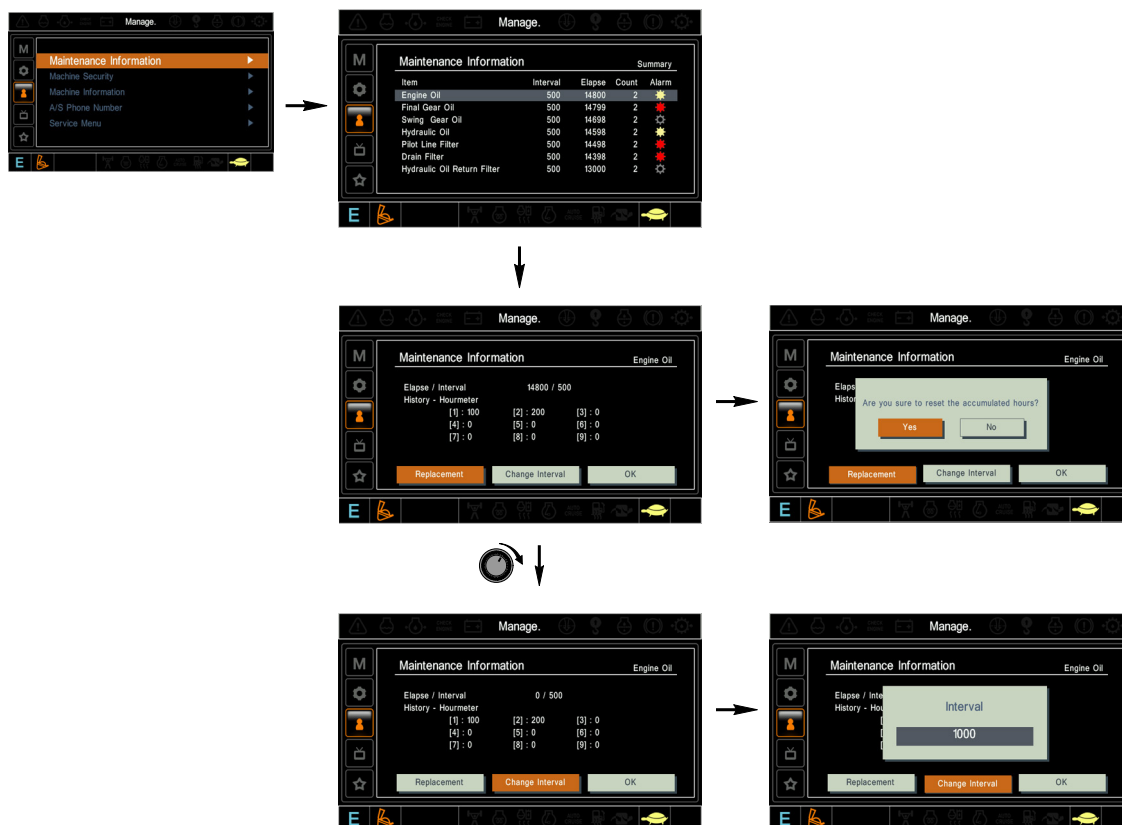 Manage.
M
Maintenance Information
Machine Security
Machine Information
A/S Phone Number
Service Menu
E
Manage.
M
Maintenance Information Summary
Item Interval Elapse Count Alarm
Engine Oil 500 14800 2
Final Gear Oil 500 14799 2
Swing Gear Oil 500 14698 2
Hydraulic Oil 500 14598 2
Pilot Line Filter 500 14498 2
Drain Filter 500 14398 2
Hydraulic Oil Return Filter 500 13000 2
E
Manage.
M
Maintenance Information Engine Oil
Elapse / Interval 14800 / 500
History - Hourmeter
[1] : 100 [2] : 200 [3] : 0
[4] : 0 [5] : 0 [6] : 0
[7] : 0 [8] : 0 [9] : 0
Replacement Change Interval OK
E
Manage.
M
Maintenance Information Engine Oil
Elaps
Histor
Are you sure to reset the accumulated hours?
Yes No
Replacement Change Interval OK
E
Manage.
M
Maintenance Information Engine Oil
Elapse / Interval 0 / 500
History - Hourmeter
[1] : 100 [2] : 200 [3] : 0
[4] : 0 [5] : 0 [6] : 0
[7] : 0 [8] : 0 [9] : 0
Replacement Change Interval OK
E
Manage.
M
Maintenance Information Engine Oil
Elapse / Inte
History - Hou
Interval
1000
Replacement Change Interval OK
E